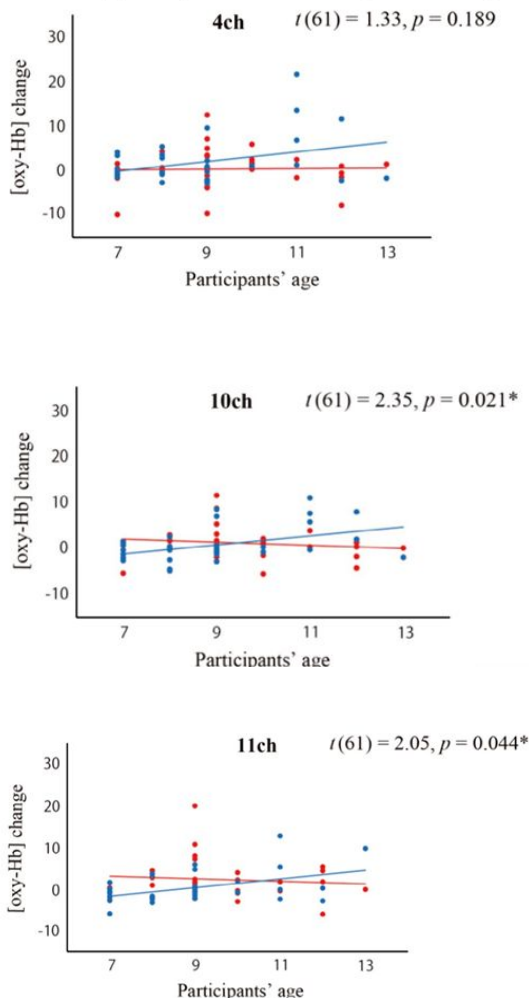 4ch t(61) = 1.33, p = 0.189
30
20
10
0
-10
[oxy-Hb] change
7 9 11 13
Participants’ age
10ch t(61) = 2.35, p = 0.021*
30
20
10
0
-10
[oxy-Hb] change
7 9 11 13
Participants’ age
11ch t(61) = 2.05, p = 0.044*
30
20
10
0
-10
[oxy-Hb] change
7 9 11 13
Participants’ age